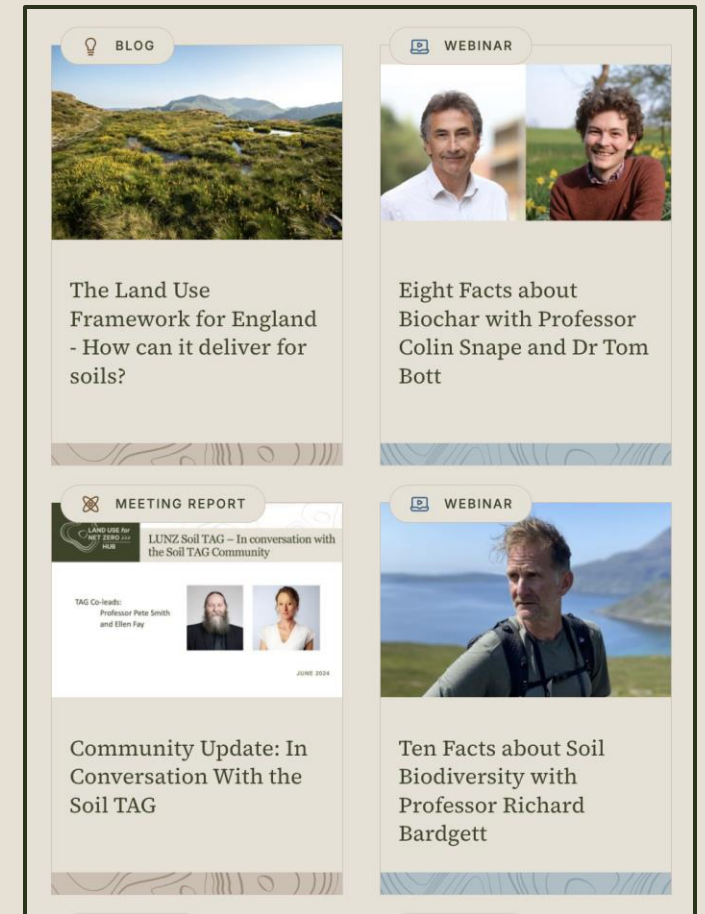 BLOG
The Land Use
Framework for England
- How can it deliver for
soils?
WEBINAR
Eight Facts about
Biochar with Professor
Colin Snape and Dr Tom
Bott
MEETING REPORT
LAND USE for
NET ZERO
HUB
LUNZ Soil TAG – In conversation with
the Soil TAG Community
TAG Co-leads:
Professor Pete Smith
and Ellen Fay
JUNE 2024
Community Update: In
Conversation With the
Soil TAG
WEBINAR
Ten Facts about Soil
Biodiversity with
Professor Richard
Bardgett